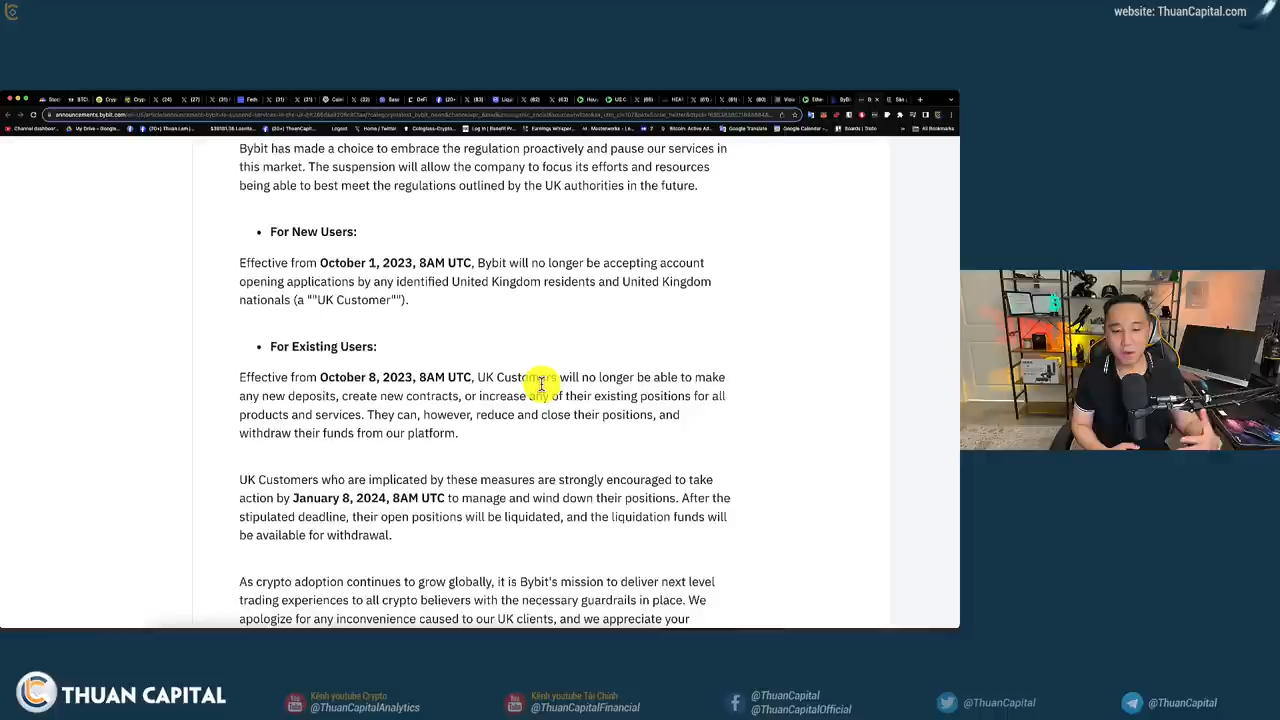 website: ThuanCapital.com
Bybit has made a choice to embrace the regulation proactively and pause our services in
this market. The suspension will allow the company to focus its efforts and resources
being able to best meet the regulations outlined by the UK authorities in the future.
• For New Users:
Effective from October 1, 2023, 8AM UTC, Bybit will no longer be accepting account
opening applications by any identified United Kingdom residents and United Kingdom
nationals (a ""UK Customer"").
• For Existing Users:
Effective from October 8, 2023, 8AM UTC, UK Customers will no longer be able to make
any new deposits, create new contracts, or increase any of their existing positions for all
products and services. They can, however, reduce and close their positions, and
withdraw their funds from our platform.
UK Customers who are implicated by these measures are strongly encouraged to take
action by January 8, 2024, 8AM UTC to manage and wind down their positions. After the
stipulated deadline, their open positions will be liquidated, and the liquidation funds will
be available for withdrawal.
As crypto adoption continues to grow globally, it is Bybit's mission to deliver next level
trading experiences to all crypto believers with the necessary guardrails in place. We
apologize for any inconvenience caused to our UK clients, and we appreciate your
THUAN CAPITAL
Kênh youtube Crypto
@ThuanCapitalAnalytics
Kênh youtube Tài Chính
@ThuanCapitalFinancial
@ThuanCapital
@ThuanCapitalOfficial
@ThuanCapital
@ThuanCapital